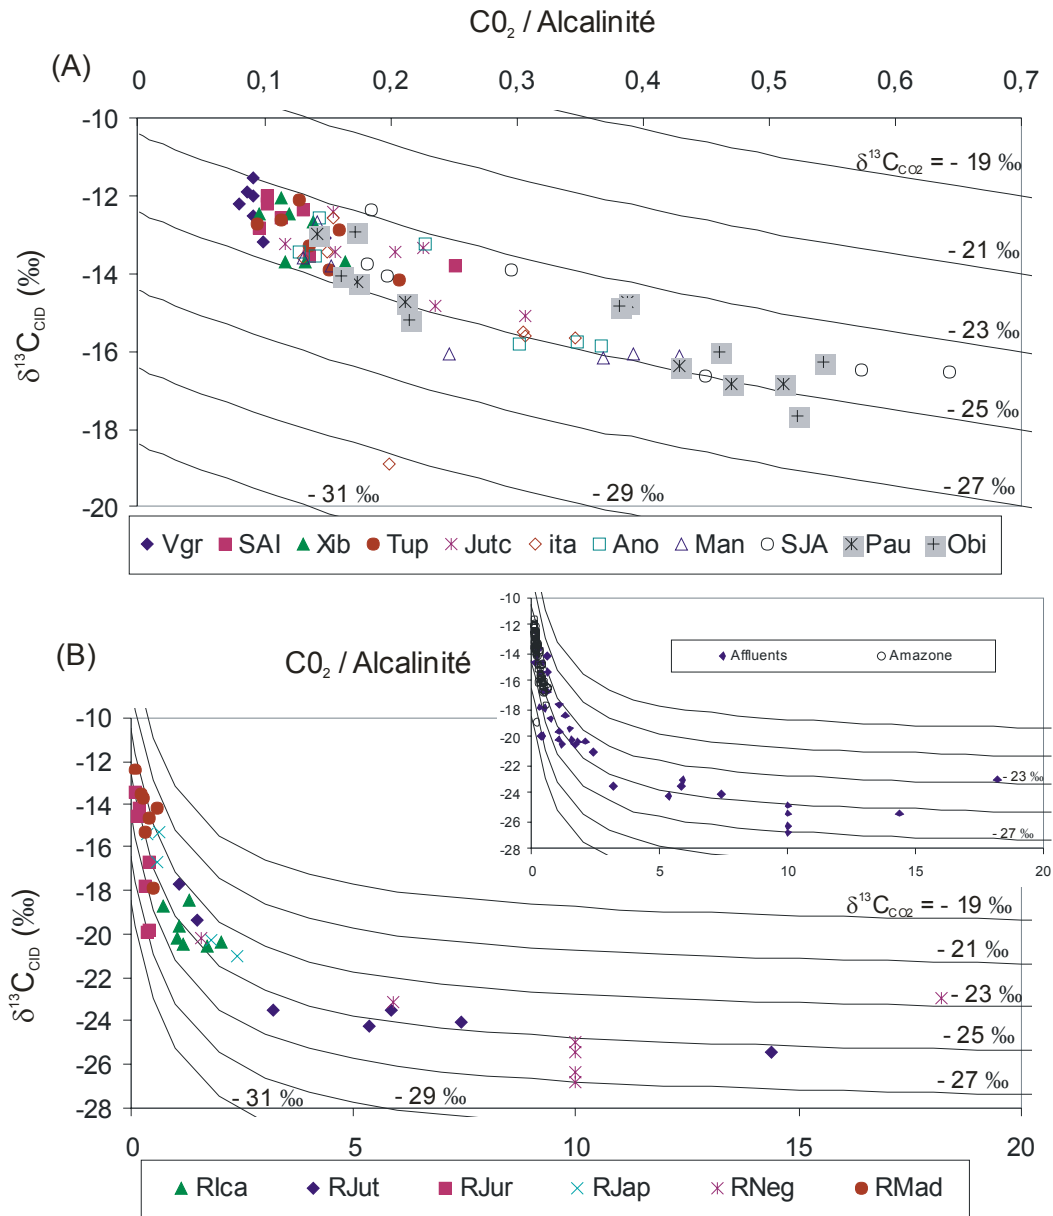 C0₂ / Alcalinité
(A)
0 0,1 0,2 0,3 0,4 0,5 0,6 0,7
-10
-12
-14
-16
-18
-20
δ¹³C_CID (‰)
δ¹³C_CO2 = - 19 ‰
- 21 ‰
- 23 ‰
- 25 ‰
- 27 ‰
- 29 ‰
- 31 ‰
Vgr SAI Xib Tup Jutc ita Ano Man SJA Pau Obi
(B)
C0₂ / Alcalinité
-10
-12
-14
-16
-18
-20
-22
-24
-26
-28
0 5 10 15 20
Affluents Amazone
- 23 ‰
- 27 ‰
-10
-12
-14
-16
-18
-20
-22
-24
-26
-28
δ¹³C_CID (‰)
δ¹³C_CO2 = - 19 ‰
- 21 ‰
- 23 ‰
- 25 ‰
- 27 ‰
- 29 ‰
- 31 ‰
0 5 10 15 20
RIca RJut RJur RJap RNeg RMad